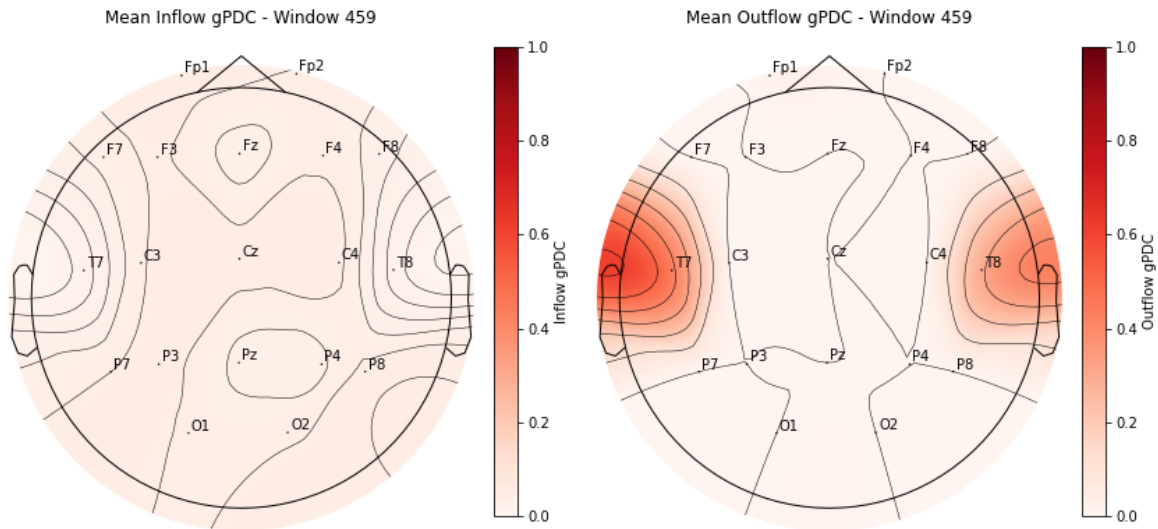 Mean Inflow gPDC - Window 459
Fp1 Fp2
F7 F3 Fz F4 F8
T7 C3 Cz C4 T8
P7 P3 Pz P4 P8
O1 O2
1.0
0.8
0.6
0.4
0.2
0.0
Inflow gPDC
Mean Outflow gPDC - Window 459
Fp1 Fp2
F7 F3 Fz F4 F8
T7 C3 Cz C4 T8
P7 P3 Pz P4 P8
O1 O2
1.0
0.8
0.6
0.4
0.2
0.0
Outflow gPDC